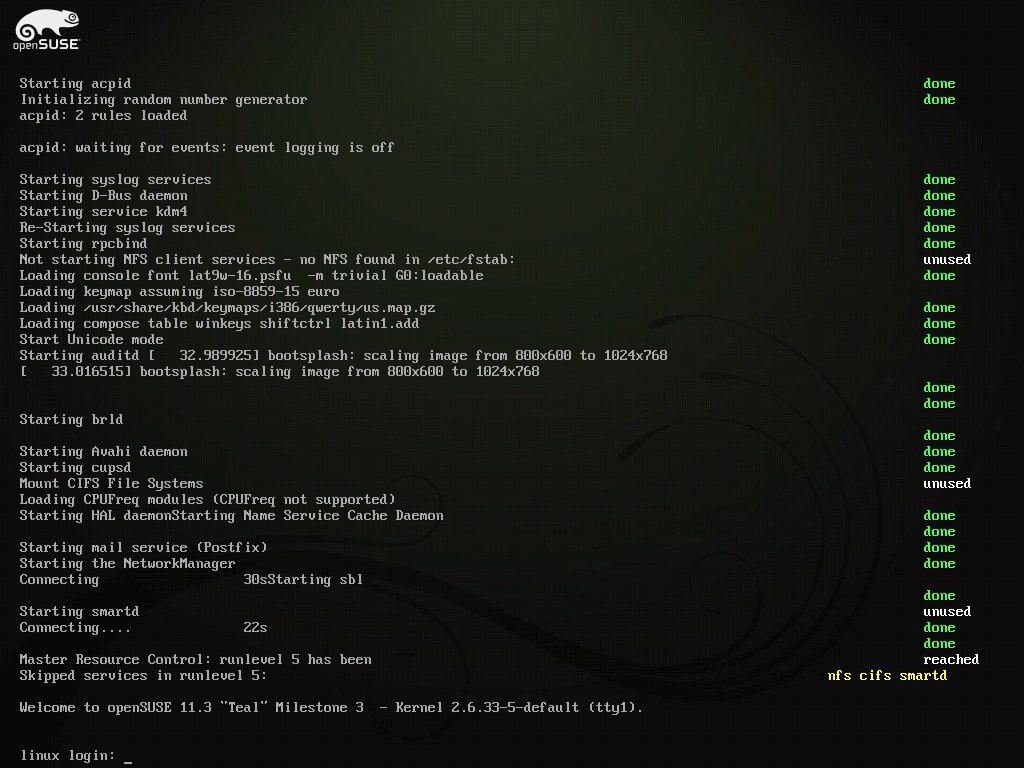 openSUSE
Starting acpid done
Initializing random number generator done
acpid: 2 rules loaded
acpid: waiting for events: event logging is off
Starting syslog services done
Starting D-Bus daemon done
Starting service kdm4 done
Re-Starting syslog services done
Starting rpcbind done
Not starting NFS client services - no NFS found in /etc/fstab: unused
Loading console font lat9w-16.psfu  -m trivial G0:loadable done
Loading keymap assuming iso-8859-15 euro
Loading /usr/share/kbd/keymaps/i386/qwerty/us.map.gz done
Loading compose table winkeys shiftctrl latin1.add done
Start Unicode mode done
Starting auditd [   32.989925] bootsplash: scaling image from 800x600 to 1024x768
[   33.016515] bootsplash: scaling image from 800x600 to 1024x768
done
done
Starting brld
done
Starting Avahi daemon done
Starting cupsd done
Mount CIFS File Systems unused
Loading CPUFreq modules (CPUFreq not supported)
Starting HAL daemonStarting Name Service Cache Daemon done
done
Starting mail service (Postfix) done
Starting the NetworkManager done
Connecting 30sStarting sbl
done
Starting smartd unused
Connecting.... 22s done
done
Master Resource Control: runlevel 5 has been reached
Skipped services in runlevel 5: nfs cifs smartd
Welcome to openSUSE 11.3 "Teal" Milestone 3  - Kernel 2.6.33-5-default (tty1).
linux login: _